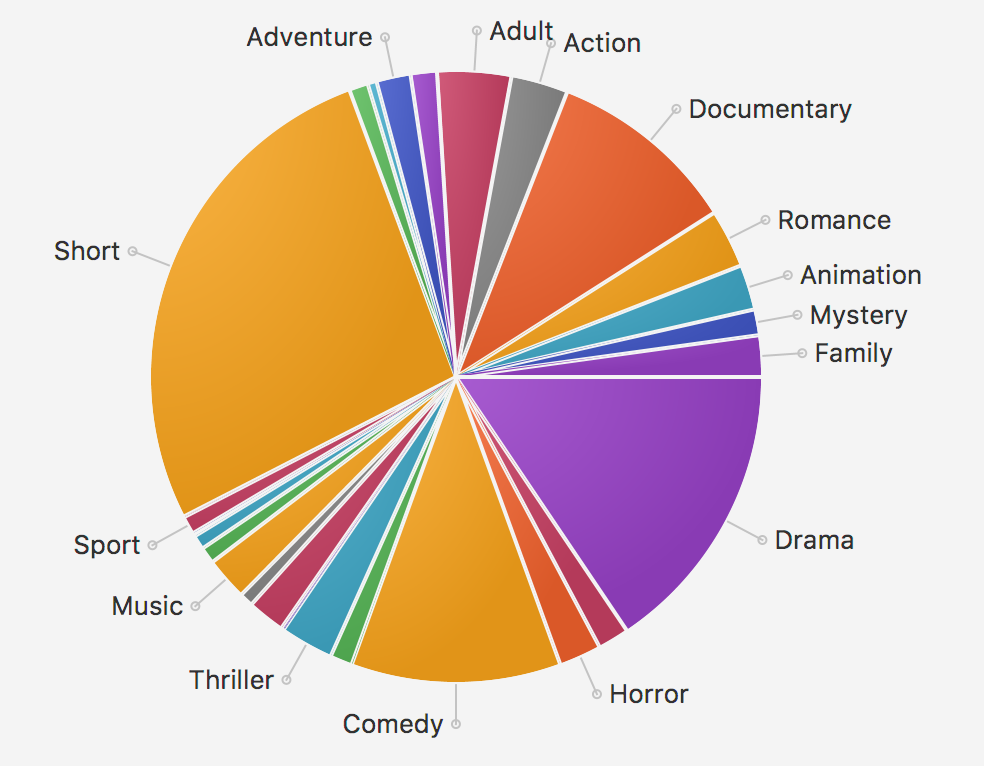 Adult
Adventure
Action
Documentary
Romance
Short
Animation
Mystery
Family
Drama
Sport
Music
Thriller
Horror
Comedy